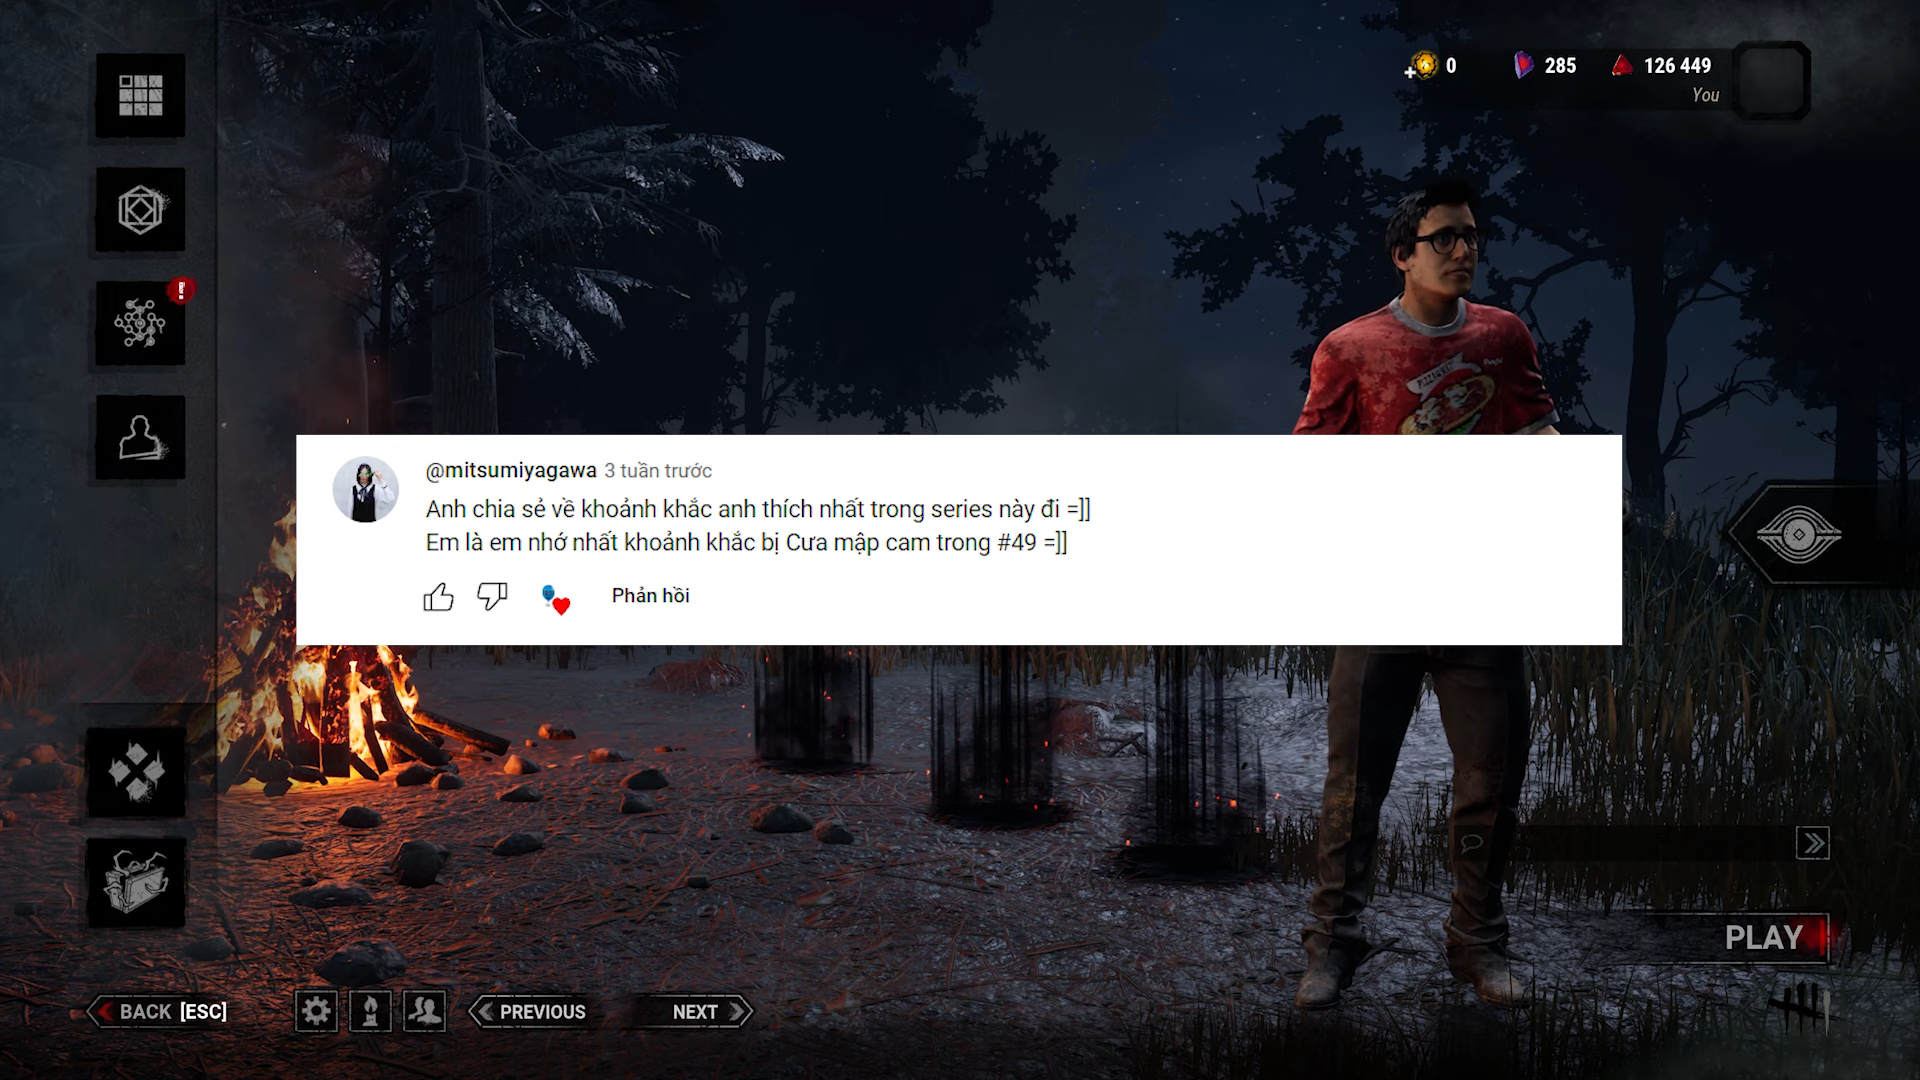 0
285
126 449
You
@mitsumiyagawa 3 tuần trước
Anh chia sẻ về khoảnh khắc anh thích nhất trong series này đi =]]
Em là em nhớ nhất khoảnh khắc bị Cưa mập cam trong #49 =]]
Phản hồi
PLAY
BACK [ESC]
PREVIOUS
NEXT